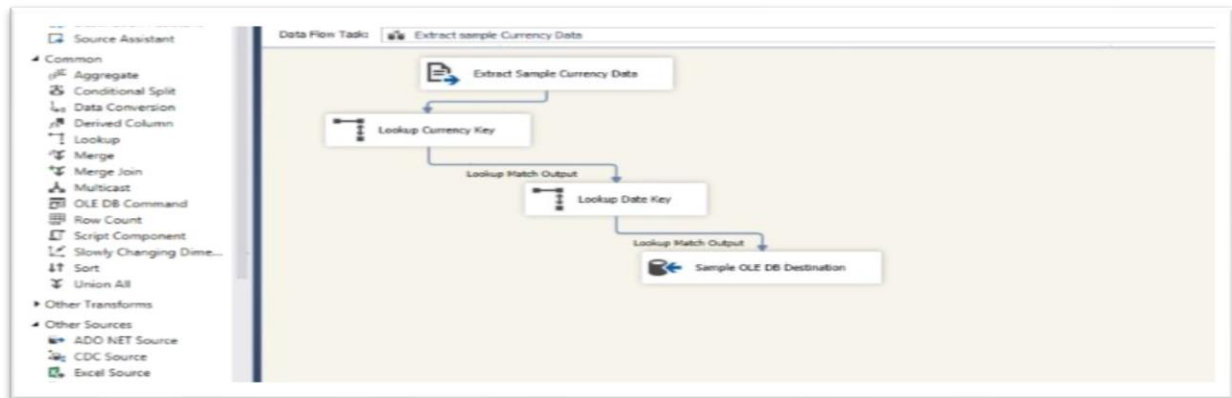 Source Assistant
Common
Aggregate
Conditional Split
Data Conversion
Derived Column
Lookup
Merge
Merge Join
Multicast
OLE DB Command
Row Count
Script Component
Slowly Changing Dime...
Sort
Union All
Other Transforms
Other Sources
ADO NET Source
CDC Source
Excel Source
Data Flow Task: Extract sample Currency Data
Extract Sample Currency Data
Lookup Currency Key
Lookup Match Output
Lookup Date Key
Lookup Match Output
Sample OLE DB Destination